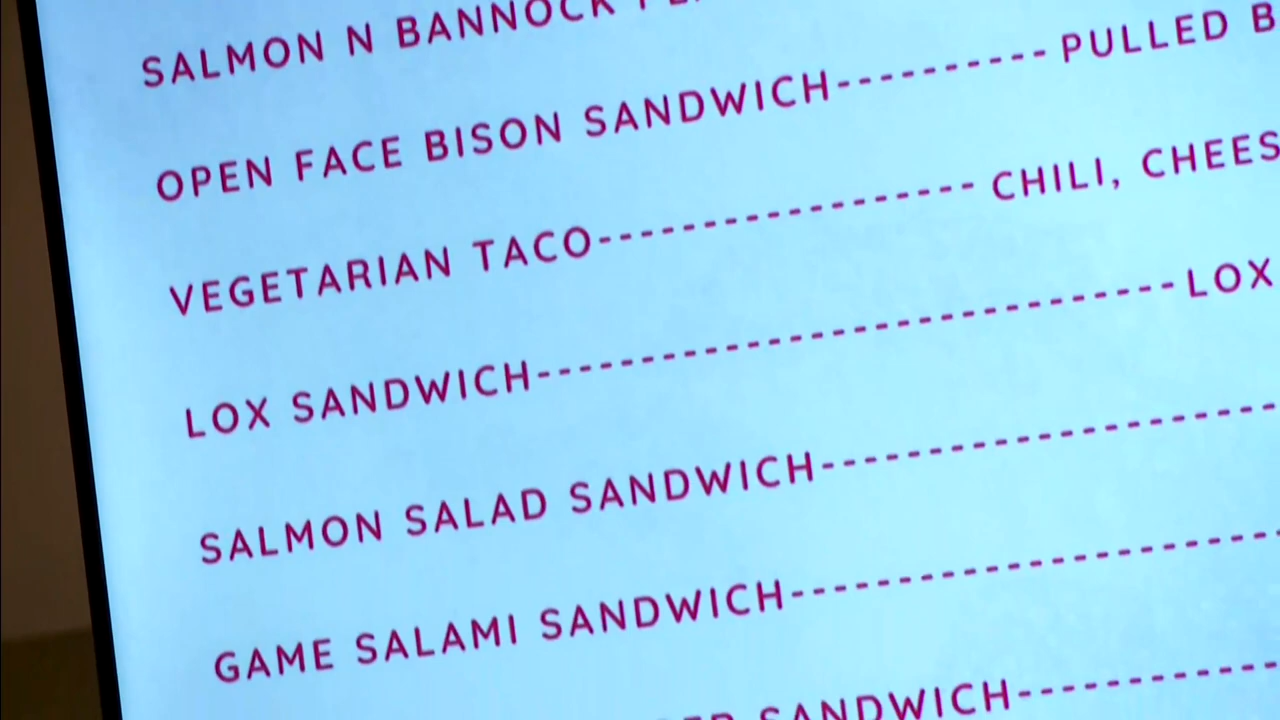 SALMON N BANNOCK
OPEN FACE BISON SANDWICH---------- PULLED
VEGETARIAN TACO------------------ CHILI,
LOX SANDWICH------------------------------ LOX
SALMON SALAD SANDWICH----------------------
GAME SALAMI SANDWICH------------------------
SANDWICH-------------